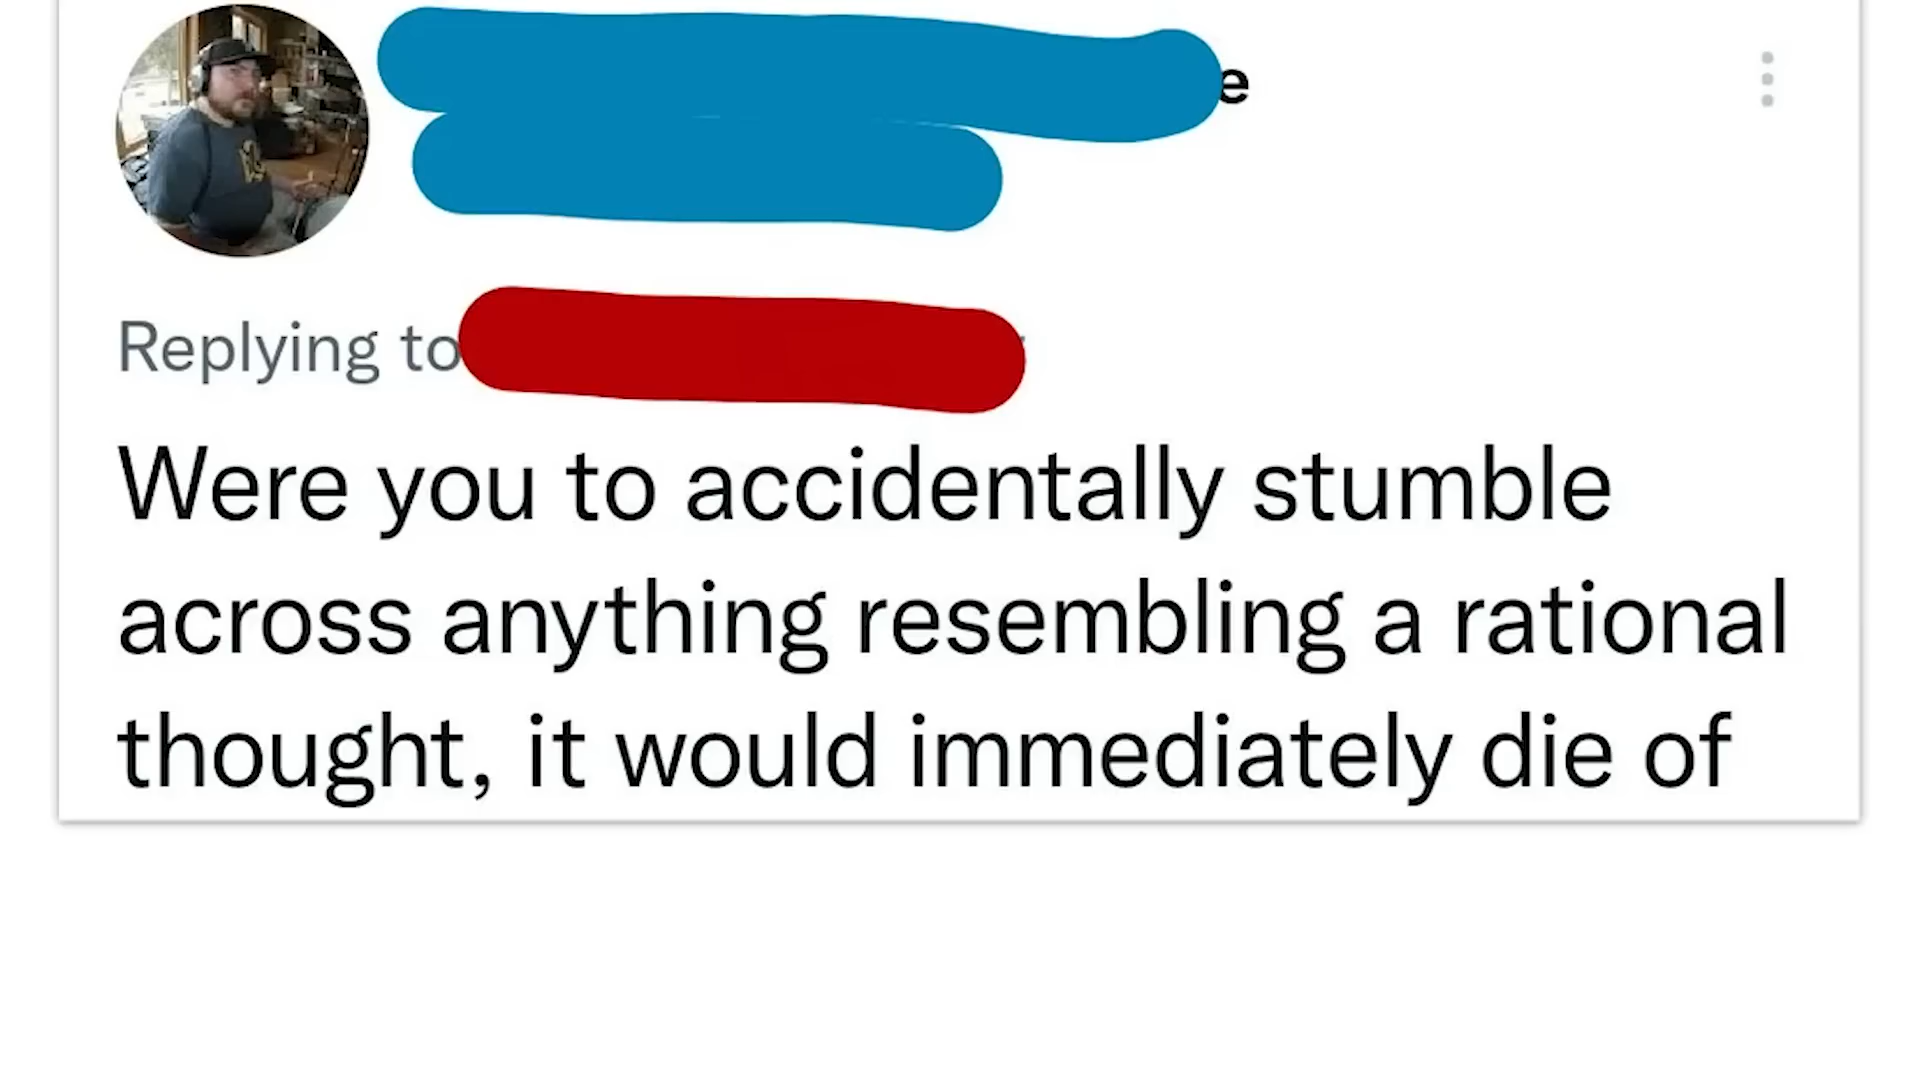 e
Replying to
Were you to accidentally stumble
across anything resembling a rational
thought, it would immediately die of